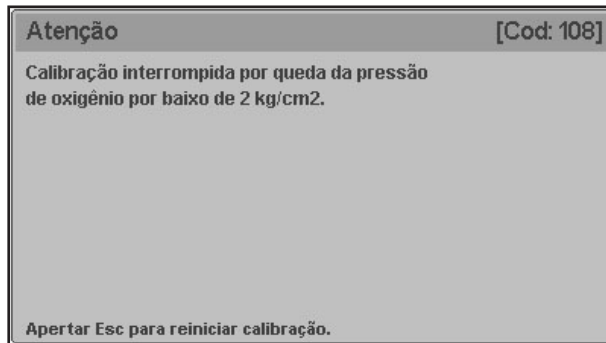 Atenção [Cod: 108]
Calibração interrompida por queda da pressão
de oxigênio por baixo de 2 kg/cm2.
Apertar Esc para reiniciar calibração.